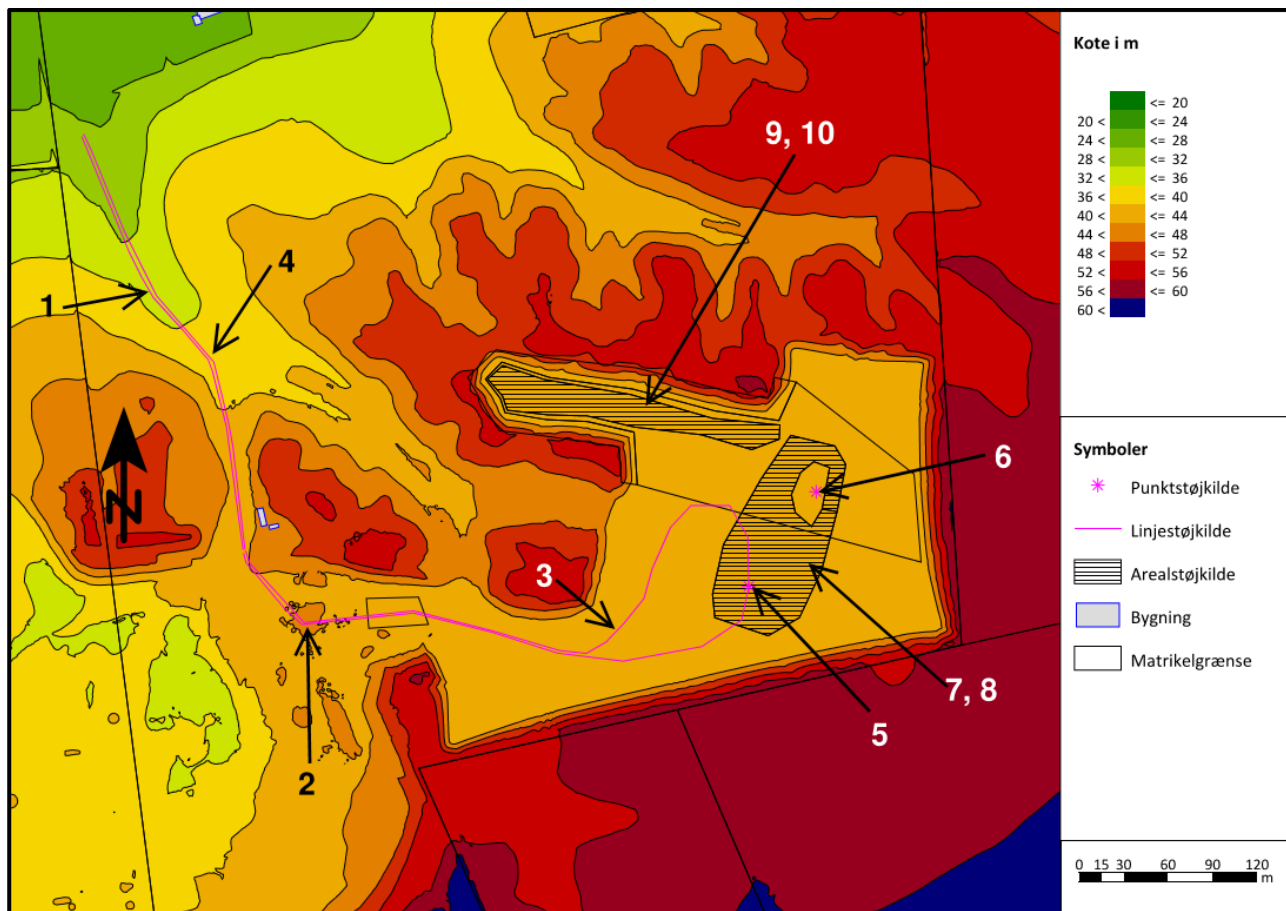 9, 10
4
1
N
6
3
7, 8
5
2
Kote i m
<= 20
20 < <= 24
24 < <= 28
28 < <= 32
32 < <= 36
36 < <= 40
40 < <= 44
44 < <= 48
48 < <= 52
52 < <= 56
56 < <= 60
60 <
Symboler
Punktstøjkilde
Linjestøjkilde
Arealstøjkilde
Bygning
Matrikelgrænse
0 15 30 60 90 120
m